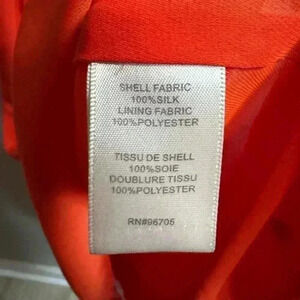 SHELL FABRIC
100%SILK
LINING FABRIC
100%POLYESTER
TISSU DE SHELL
100%SOIE
DOUBLURE TISSU
100%POLYESTER
RN#96705